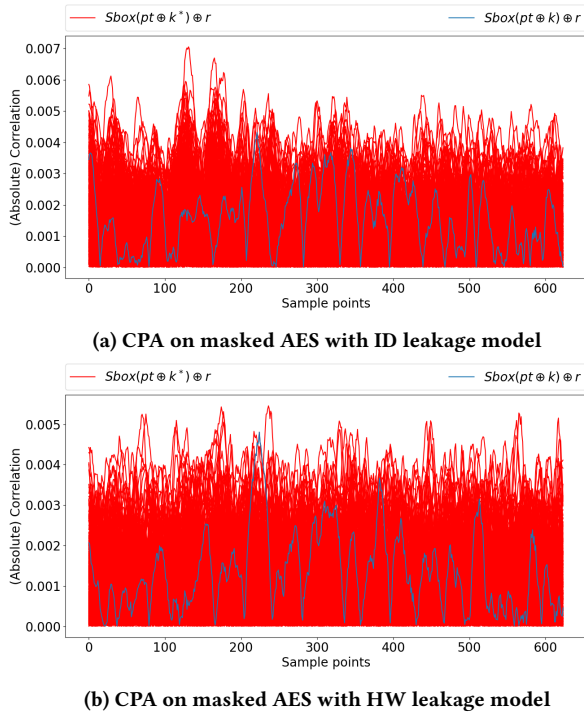 Sbox(pt ⊕ k*) ⊕ r Sbox(pt ⊕ k) ⊕ r
0.007
0.006
0.005
0.004
0.003
0.002
0.001
0.000
(Absolute) Correlation
0 100 200 300 400 500 600
Sample points
(a) CPA on masked AES with ID leakage model
Sbox(pt ⊕ k*) ⊕ r Sbox(pt ⊕ k) ⊕ r
0.005
0.004
0.003
0.002
0.001
0.000
(Absolute) Correlation
0 100 200 300 400 500 600
Sample points
(b) CPA on masked AES with HW leakage model